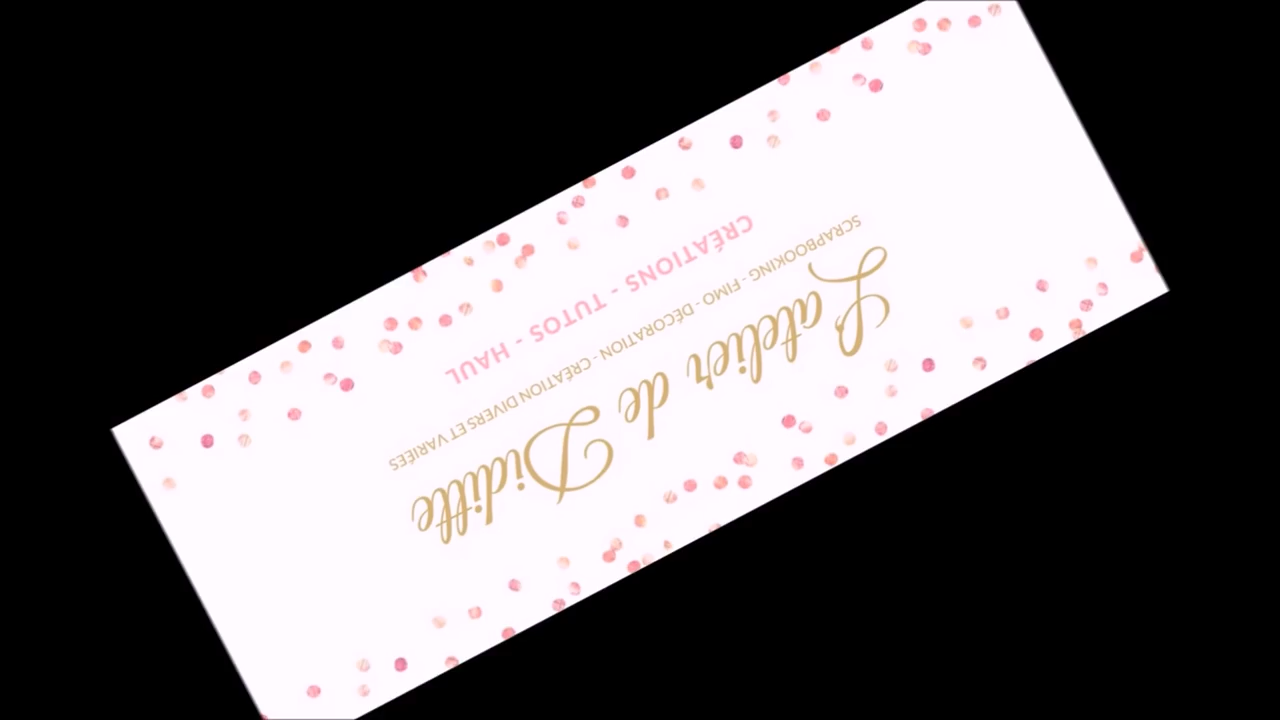 L'atelier de Diditte
SCRAPBOOKING - FIMO - DÉCORATION - CRÉATION DIVERS ET VARIÉES
CRÉATIONS - TUTOS - HAUL